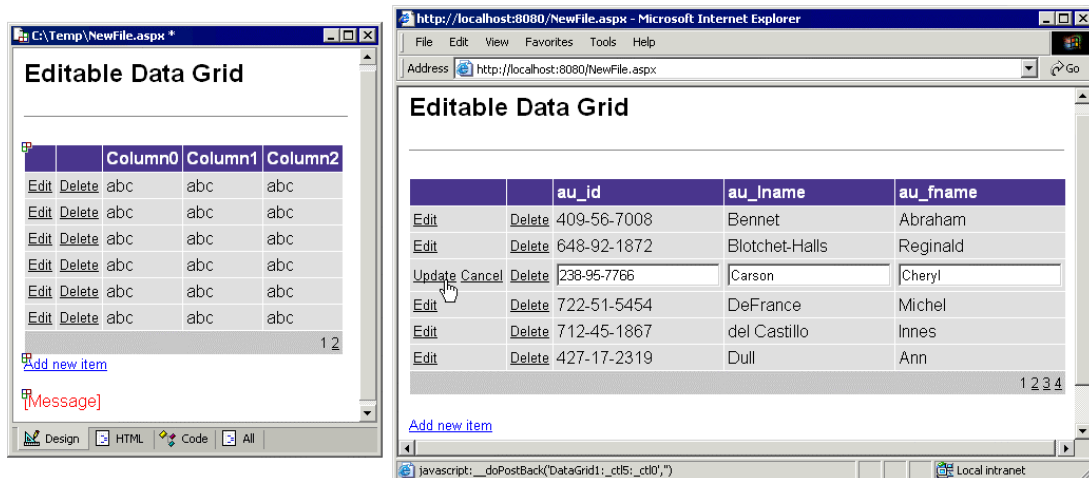 C:\Temp\NewFile.aspx *
Editable Data Grid
Column0 Column1 Column2
Edit Delete abc abc abc
Edit Delete abc abc abc
Edit Delete abc abc abc
Edit Delete abc abc abc
Edit Delete abc abc abc
Edit Delete abc abc abc
1 2
Add new item
[Message]
Design HTML Code All
http://localhost:8080/NewFile.aspx - Microsoft Internet Explorer
File Edit View Favorites Tools Help
Address http://localhost:8080/NewFile.aspx Go
Editable Data Grid
au_id au_lname au_fname
Edit Delete 409-56-7008 Bennet Abraham
Edit Delete 648-92-1872 Blotchet-Halls Reginald
Update Cancel Delete 238-95-7766 Carson Cheryl
Edit Delete 722-51-5454 DeFrance Michel
Edit Delete 712-45-1867 del Castillo Innes
Edit Delete 427-17-2319 Dull Ann
1 2 3 4
Add new item
javascript:__doPostBack('DataGrid1:_ctl5:_ctl0','') Local intranet